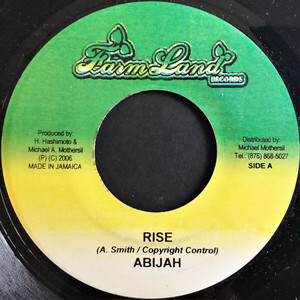 Farm Land
RECORDS
Produced by:
H. Hashimoto &
Michael A. Mothersil
(P) (C) 2006
MADE IN JAMAICA
Distributed by:
Michael Mothersil
Tel.: (876) 858-5027
SIDE A
RISE
(A. Smith / Copyright Control)
ABIJAH